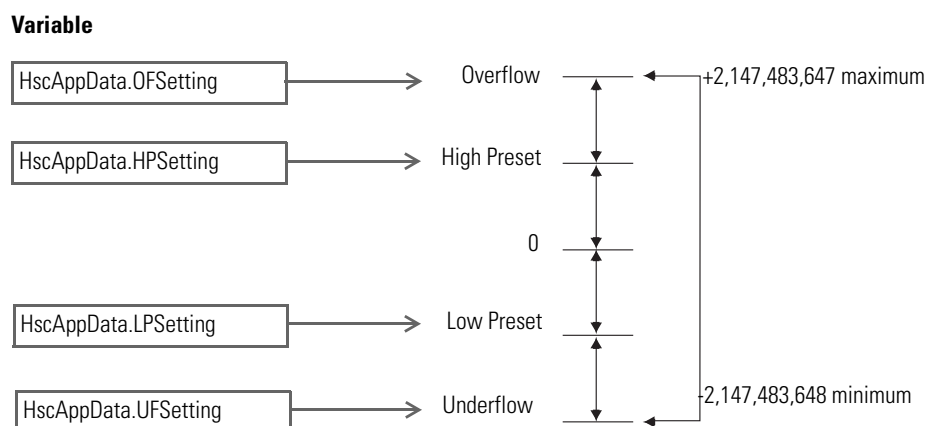 Variable
HscAppData.OFSetting
Overflow
+2,147,483,647 maximum
HscAppData.HPSetting
High Preset
0
HscAppData.LPSetting
Low Preset
-2,147,483,648 minimum
HscAppData.UFSetting
Underflow